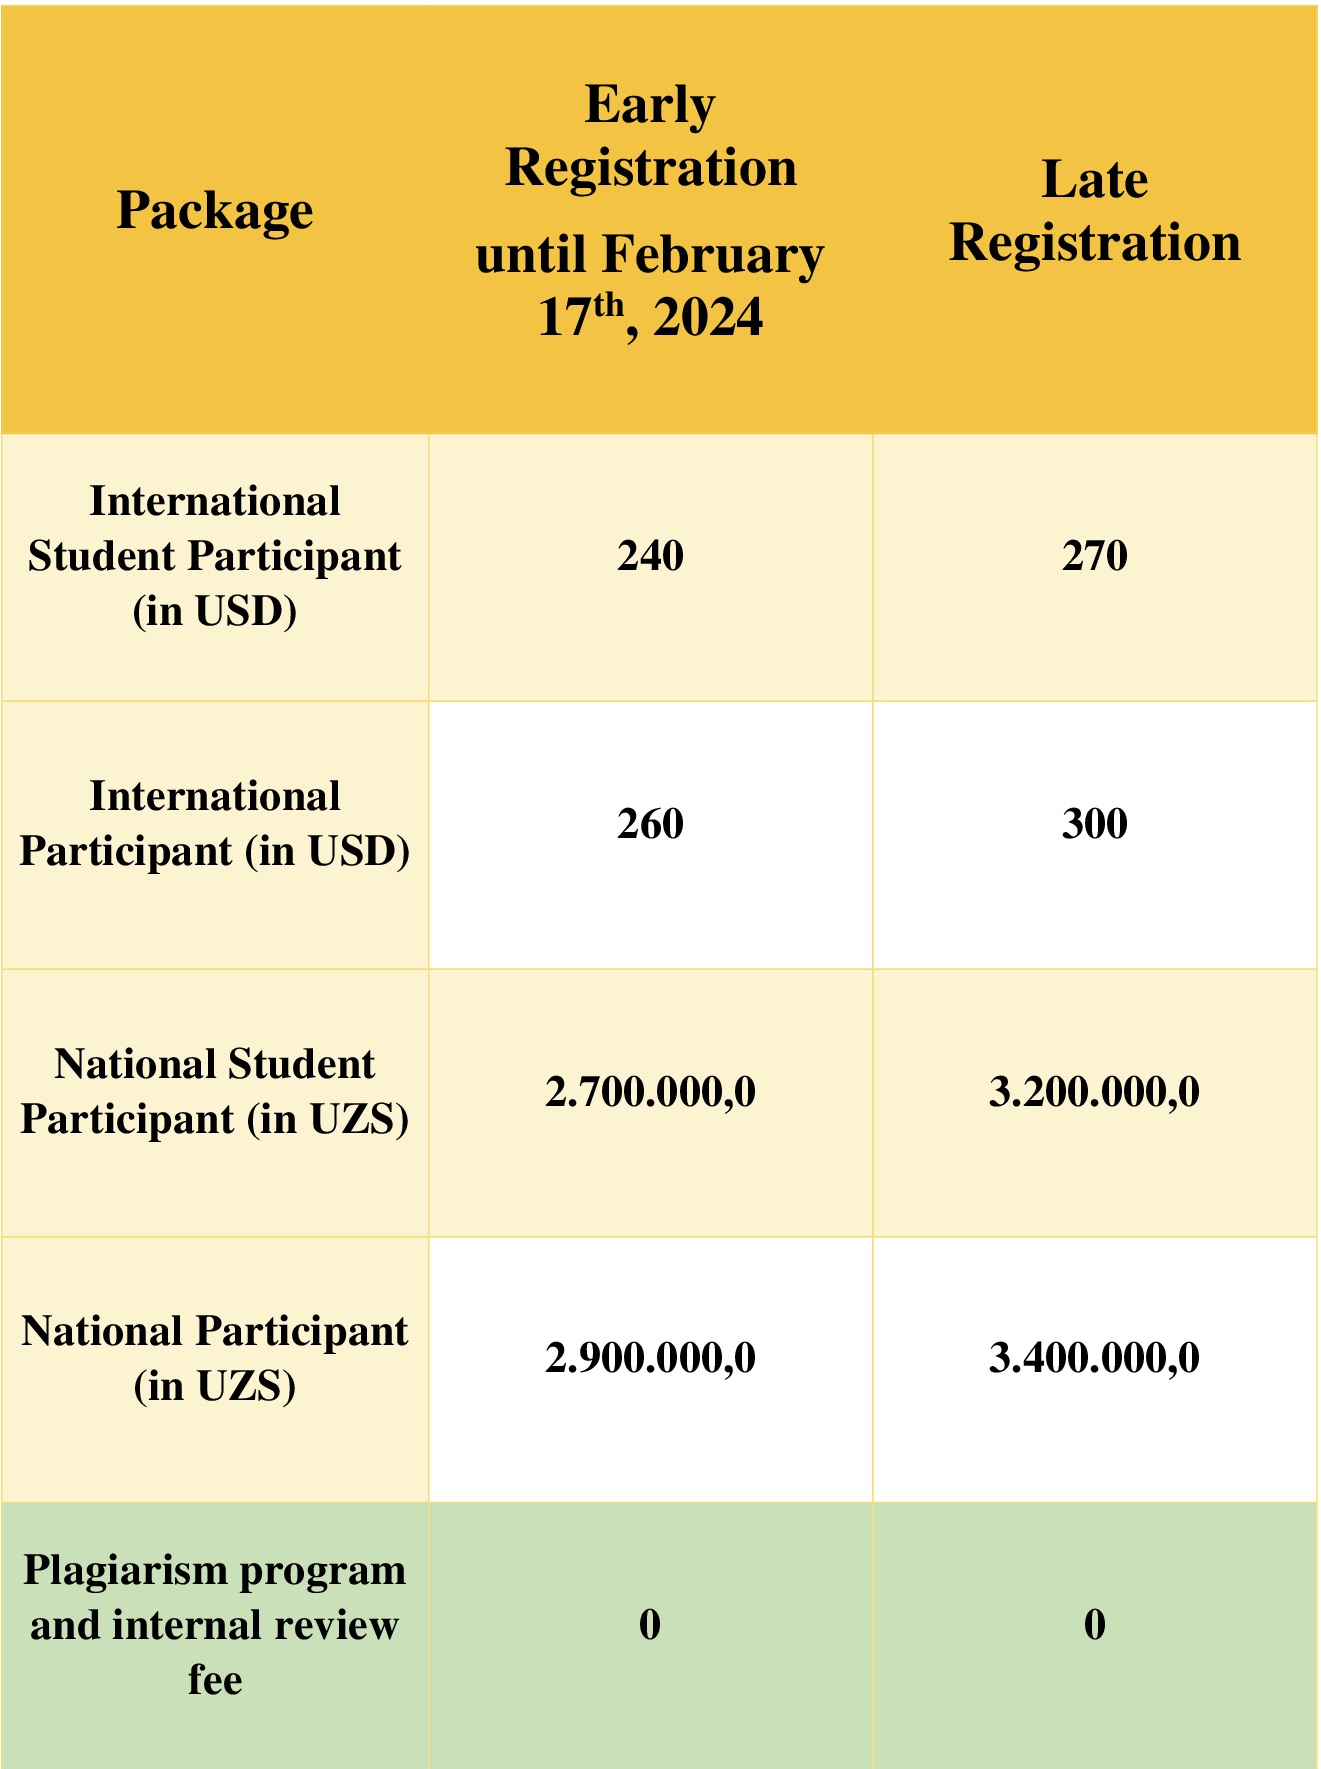 Package
Early
Registration
until February
17th, 2024
Late
Registration
International
Student Participant
(in USD)
240
270
International
Participant (in USD)
260
300
National Student
Participant (in UZS)
2.700.000,0
3.200.000,0
National Participant
(in UZS)
2.900.000,0
3.400.000,0
Plagiarism program
and internal review
fee
0
0